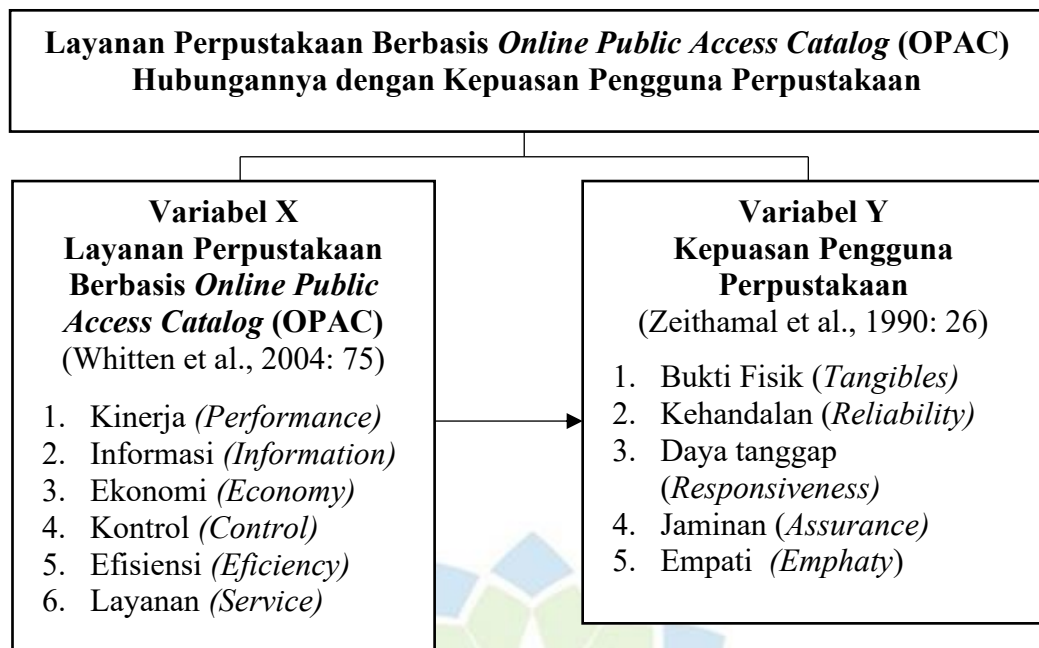 Layanan Perpustakaan Berbasis Online Public Access Catalog (OPAC)
Hubungannya dengan Kepuasan Pengguna Perpustakaan
Variabel X
Layanan Perpustakaan
Berbasis Online Public
Access Catalog (OPAC)
(Whitten et al., 2004: 75)
1. Kinerja (Performance)
2. Informasi (Information)
3. Ekonomi (Economy)
4. Kontrol (Control)
5. Efisiensi (Eficiency)
6. Layanan (Service)
Variabel Y
Kepuasan Pengguna
Perpustakaan
(Zeithamal et al., 1990: 26)
1. Bukti Fisik (Tangibles)
2. Kehandalan (Reliability)
3. Daya tanggap
(Responsiveness)
4. Jaminan (Assurance)
5. Empati (Emphaty)